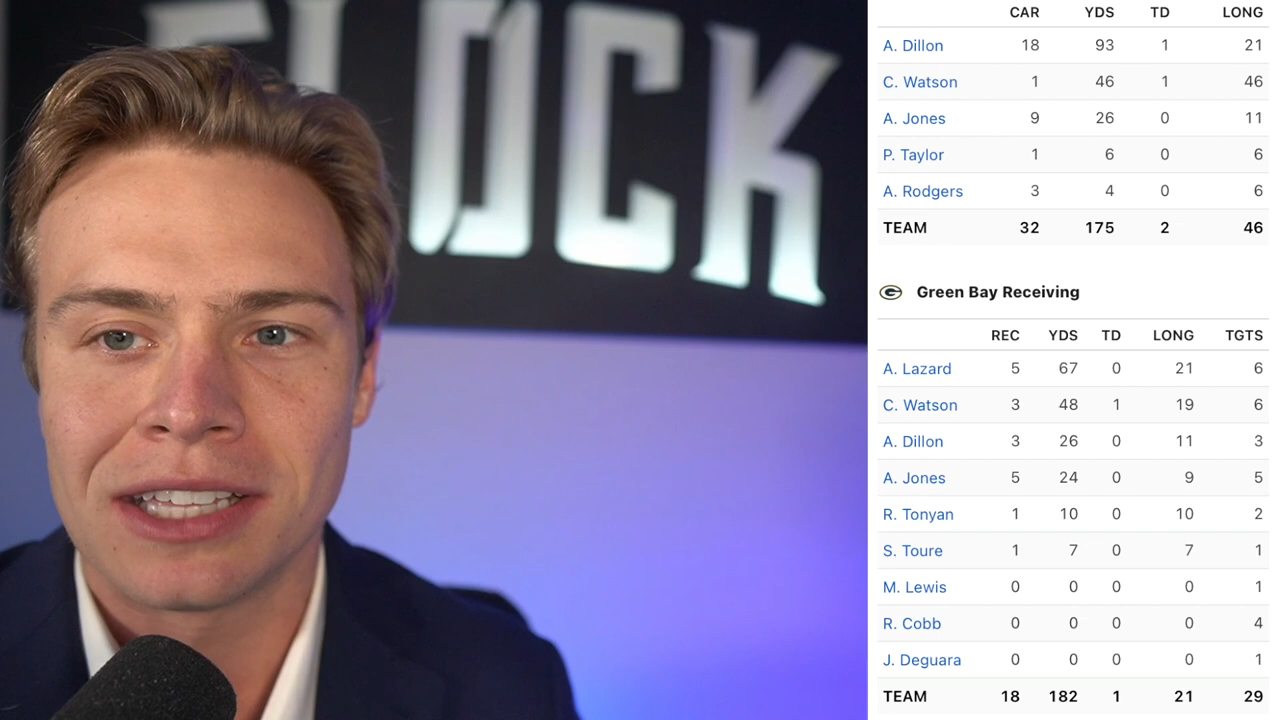 FLOCK
CAR YDS TD LONG
A. Dillon 18 93 1 21
C. Watson 1 46 1 46
A. Jones 9 26 0 11
P. Taylor 1 6 0 6
A. Rodgers 3 4 0 6
TEAM 32 175 2 46
G Green Bay Receiving
REC YDS TD LONG TGTS
A. Lazard 5 67 0 21 6
C. Watson 3 48 1 19 6
A. Dillon 3 26 0 11 3
A. Jones 5 24 0 9 5
R. Tonyan 1 10 0 10 2
S. Toure 1 7 0 7 1
M. Lewis 0 0 0 0 1
R. Cobb 0 0 0 0 4
J. Deguara 0 0 0 0 1
TEAM 18 182 1 21 29